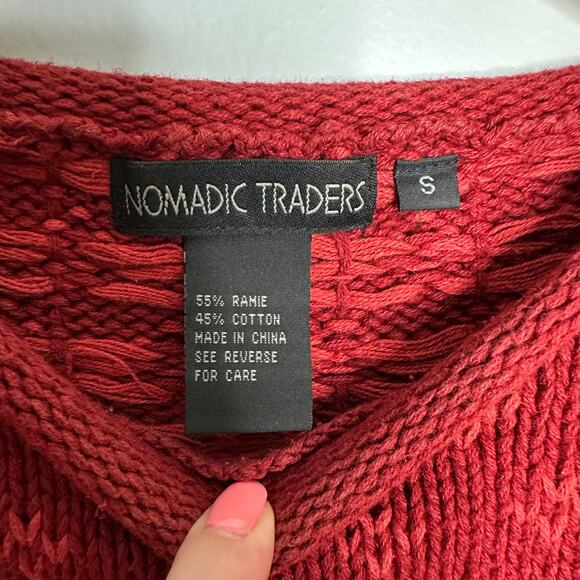 NOMADIC TRADERS
S
55% RAMIE
45% COTTON
MADE IN CHINA
SEE REVERSE
FOR CARE